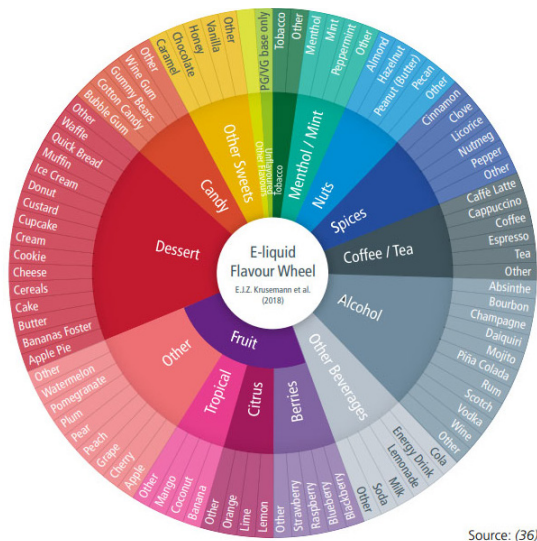 E-liquid
Flavour Wheel
E.J.Z. Krusemann et al.
(2018)
Tobacco
Tobacco
Other
Menthol / Mint
Menthol
Mint
Peppermint
Other
Nuts
Almond
Hazelnut
Peanut (Butter)
Pecan
Other
Spices
Cinnamon
Clove
Licorice
Nutmeg
Pepper
Other
Coffee / Tea
Caffè Latte
Cappuccino
Coffee
Espresso
Tea
Other
Alcohol
Absinthe
Bourbon
Champagne
Daiquiri
Mojito
Piña Colada
Rum
Scotch
Vodka
Wine
Other
Other Beverages
Cola
Energy Drink
Lemonade
Milk
Soda
Other
Fruit
Berries
Blackberry
Blueberry
Raspberry
Strawberry
Other
Citrus
Lemon
Lime
Orange
Other
Tropical
Banana
Coconut
Mango
Other
Other
Apple
Cherry
Grape
Peach
Pear
Plum
Pomegranate
Watermelon
Other
Dessert
Apple Pie
Bananas Foster
Butter
Cake
Cereals
Cheese
Cookie
Cream
Cupcake
Custard
Donut
Ice Cream
Muffin
Quick Bread
Waffle
Other
Candy
Bubble Gum
Cotton Candy
Gummy Bears
Wine Gum
Other
Other Sweets
Caramel
Chocolate
Honey
Vanilla
Other
Other Flavours
Unflavoured
PG/VG base only
Source: (36)